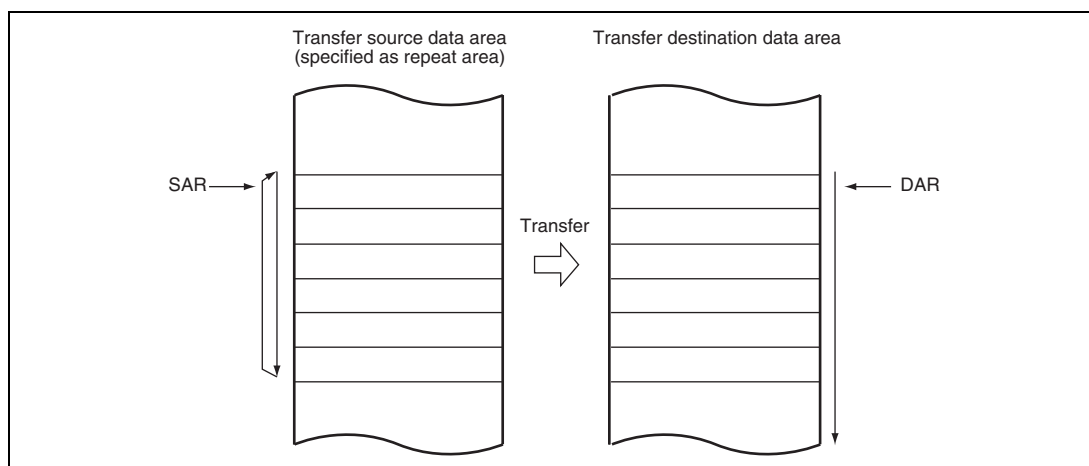 Transfer source data area
(specified as repeat area)
Transfer destination data area
SAR
Transfer
DAR